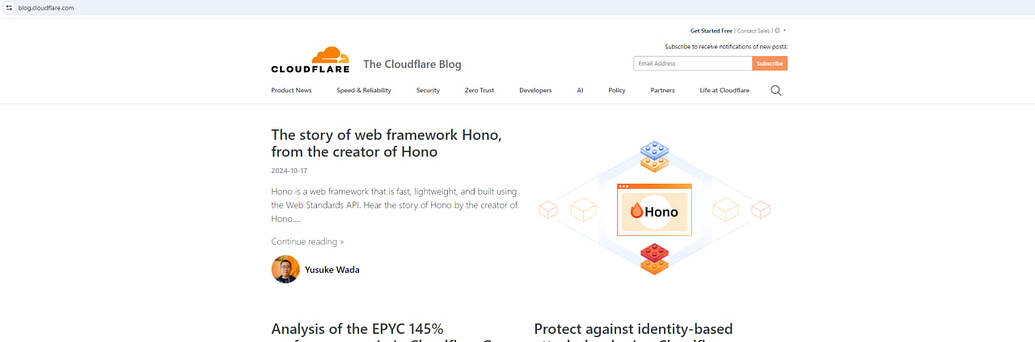 blog.cloudflare.com
Get Started Free | Contact Sales |
Subscribe to receive notifications of new posts:
CLOUDFLARE
The Cloudflare Blog
Email Address
Subscribe
Product News Speed & Reliability Security Zero Trust Developers AI Policy Partners Life at Cloudflare
The story of web framework Hono,
from the creator of Hono
2024-10-17
Hono is a web framework that is fast, lightweight, and built using
the Web Standards API. Hear the story of Hono by the creator of
Hono....
Continue reading »
Yusuke Wada
Hono
Analysis of the EPYC 145%
Protect against identity-based